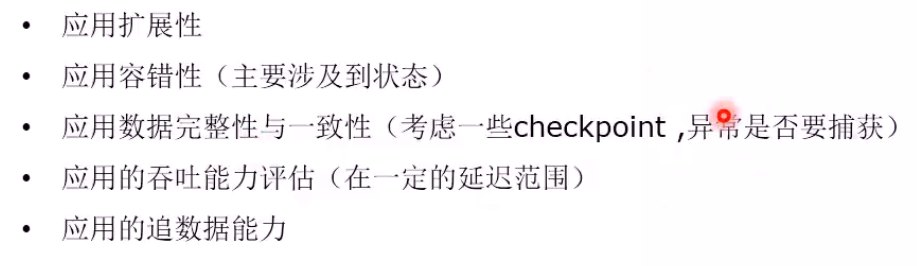 • 应用扩展性
• 应用容错性（主要涉及到状态）
• 应用数据完整性与一致性（考虑一些checkpoint ,异常是否要捕获）
• 应用的吞吐能力评估（在一定的延迟范围）
• 应用的追数据能力